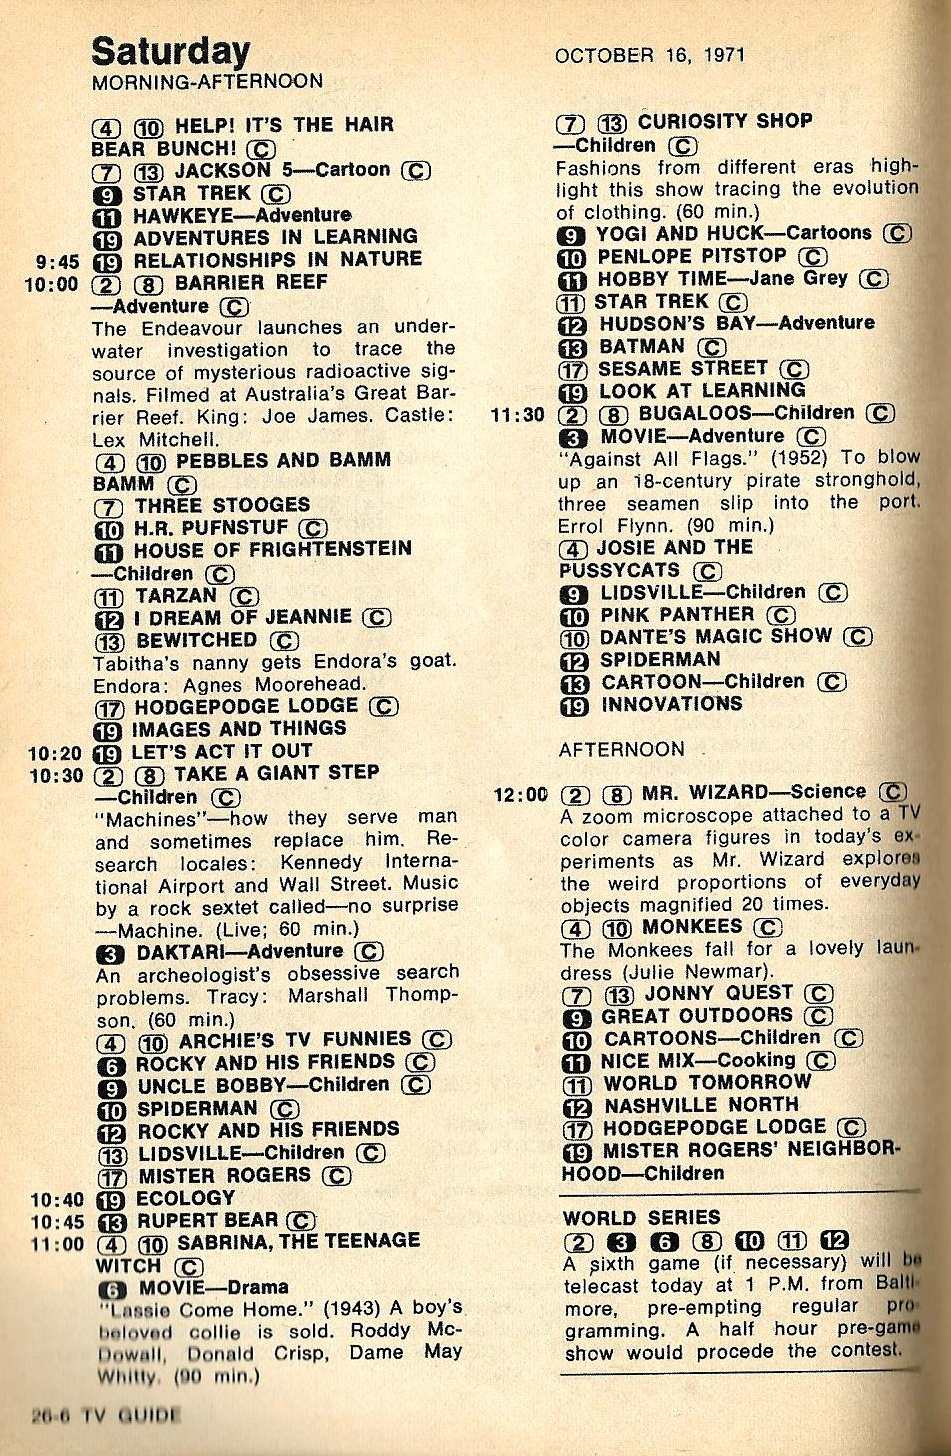 Saturday
MORNING-AFTERNOON
4 10 HELP! IT'S THE HAIR
BEAR BUNCH! C
7 13 JACKSON 5—Cartoon C
9 STAR TREK C
11 HAWKEYE—Adventure
19 ADVENTURES IN LEARNING
9:45 19 RELATIONSHIPS IN NATURE
10:00 2 8 BARRIER REEF
—Adventure C
The Endeavour launches an under-
water investigation to trace the
source of mysterious radioactive sig-
nals. Filmed at Australia's Great Bar-
rier Reef. King: Joe James. Castle:
Lex Mitchell.
4 10 PEBBLES AND BAMM
BAMM C
7 THREE STOOGES
10 H.R. PUFNSTUF C
11 HOUSE OF FRIGHTENSTEIN
—Children C
11 TARZAN C
12 I DREAM OF JEANNIE C
13 BEWITCHED C
Tabitha's nanny gets Endora's goat.
Endora: Agnes Moorehead.
17 HODGEPODGE LODGE C
19 IMAGES AND THINGS
10:20 19 LET'S ACT IT OUT
10:30 2 8 TAKE A GIANT STEP
—Children C
"Machines"—how they serve man
and sometimes replace him. Re-
search locales: Kennedy Interna-
tional Airport and Wall Street. Music
by a rock sextet called—no surprise
—Machine. (Live; 60 min.)
3 DAKTARI—Adventure C
An archeologist's obsessive search
problems. Tracy: Marshall Thomp-
son. (60 min.)
4 10 ARCHIE'S TV FUNNIES C
6 ROCKY AND HIS FRIENDS C
9 UNCLE BOBBY—Children C
10 SPIDERMAN C
12 ROCKY AND HIS FRIENDS
13 LIDSVILLE—Children C
17 MISTER ROGERS C
10:40 19 ECOLOGY
10:45 13 RUPERT BEAR C
11:00 4 10 SABRINA, THE TEENAGE
WITCH C
6 MOVIE—Drama
"Lassie Come Home." (1943) A boy's
beloved collie is sold. Roddy Mc-
Dowall, Donald Crisp, Dame May
Whitty. (90 min.)
26-6 TV GUIDE
OCTOBER 16, 1971
7 13 CURIOSITY SHOP
—Children C
Fashions from different eras high-
light this show tracing the evolution
of clothing. (60 min.)
9 YOGI AND HUCK—Cartoons C
10 PENLOPE PITSTOP C
11 HOBBY TIME—Jane Grey C
11 STAR TREK C
12 HUDSON'S BAY—Adventure
13 BATMAN C
17 SESAME STREET C
19 LOOK AT LEARNING
11:30 2 8 BUGALOOS—Children C
3 MOVIE—Adventure C
"Against All Flags." (1952) To blow
up an 18-century pirate stronghold,
three seamen slip into the port.
Errol Flynn. (90 min.)
4 JOSIE AND THE
PUSSYCATS C
9 LIDSVILLE—Children C
10 PINK PANTHER C
10 DANTE'S MAGIC SHOW C
12 SPIDERMAN
13 CARTOON—Children C
19 INNOVATIONS
AFTERNOON
12:00 2 8 MR. WIZARD—Science C
A zoom microscope attached to a TV
color camera figures in today's ex-
periments as Mr. Wizard explores
the weird proportions of everyday
objects magnified 20 times.
4 10 MONKEES C
The Monkees fall for a lovely laun-
dress (Julie Newmar).
7 13 JONNY QUEST C
9 GREAT OUTDOORS C
10 CARTOONS—Children C
11 NICE MIX—Cooking C
11 WORLD TOMORROW
12 NASHVILLE NORTH
17 HODGEPODGE LODGE C
19 MISTER ROGERS' NEIGHBOR-
HOOD—Children
WORLD SERIES
2 3 6 8 10 11 12
A sixth game (if necessary) will be
telecast today at 1 P.M. from Balti-
more, pre-empting regular pro-
gramming. A half hour pre-game
show would procede the contest.